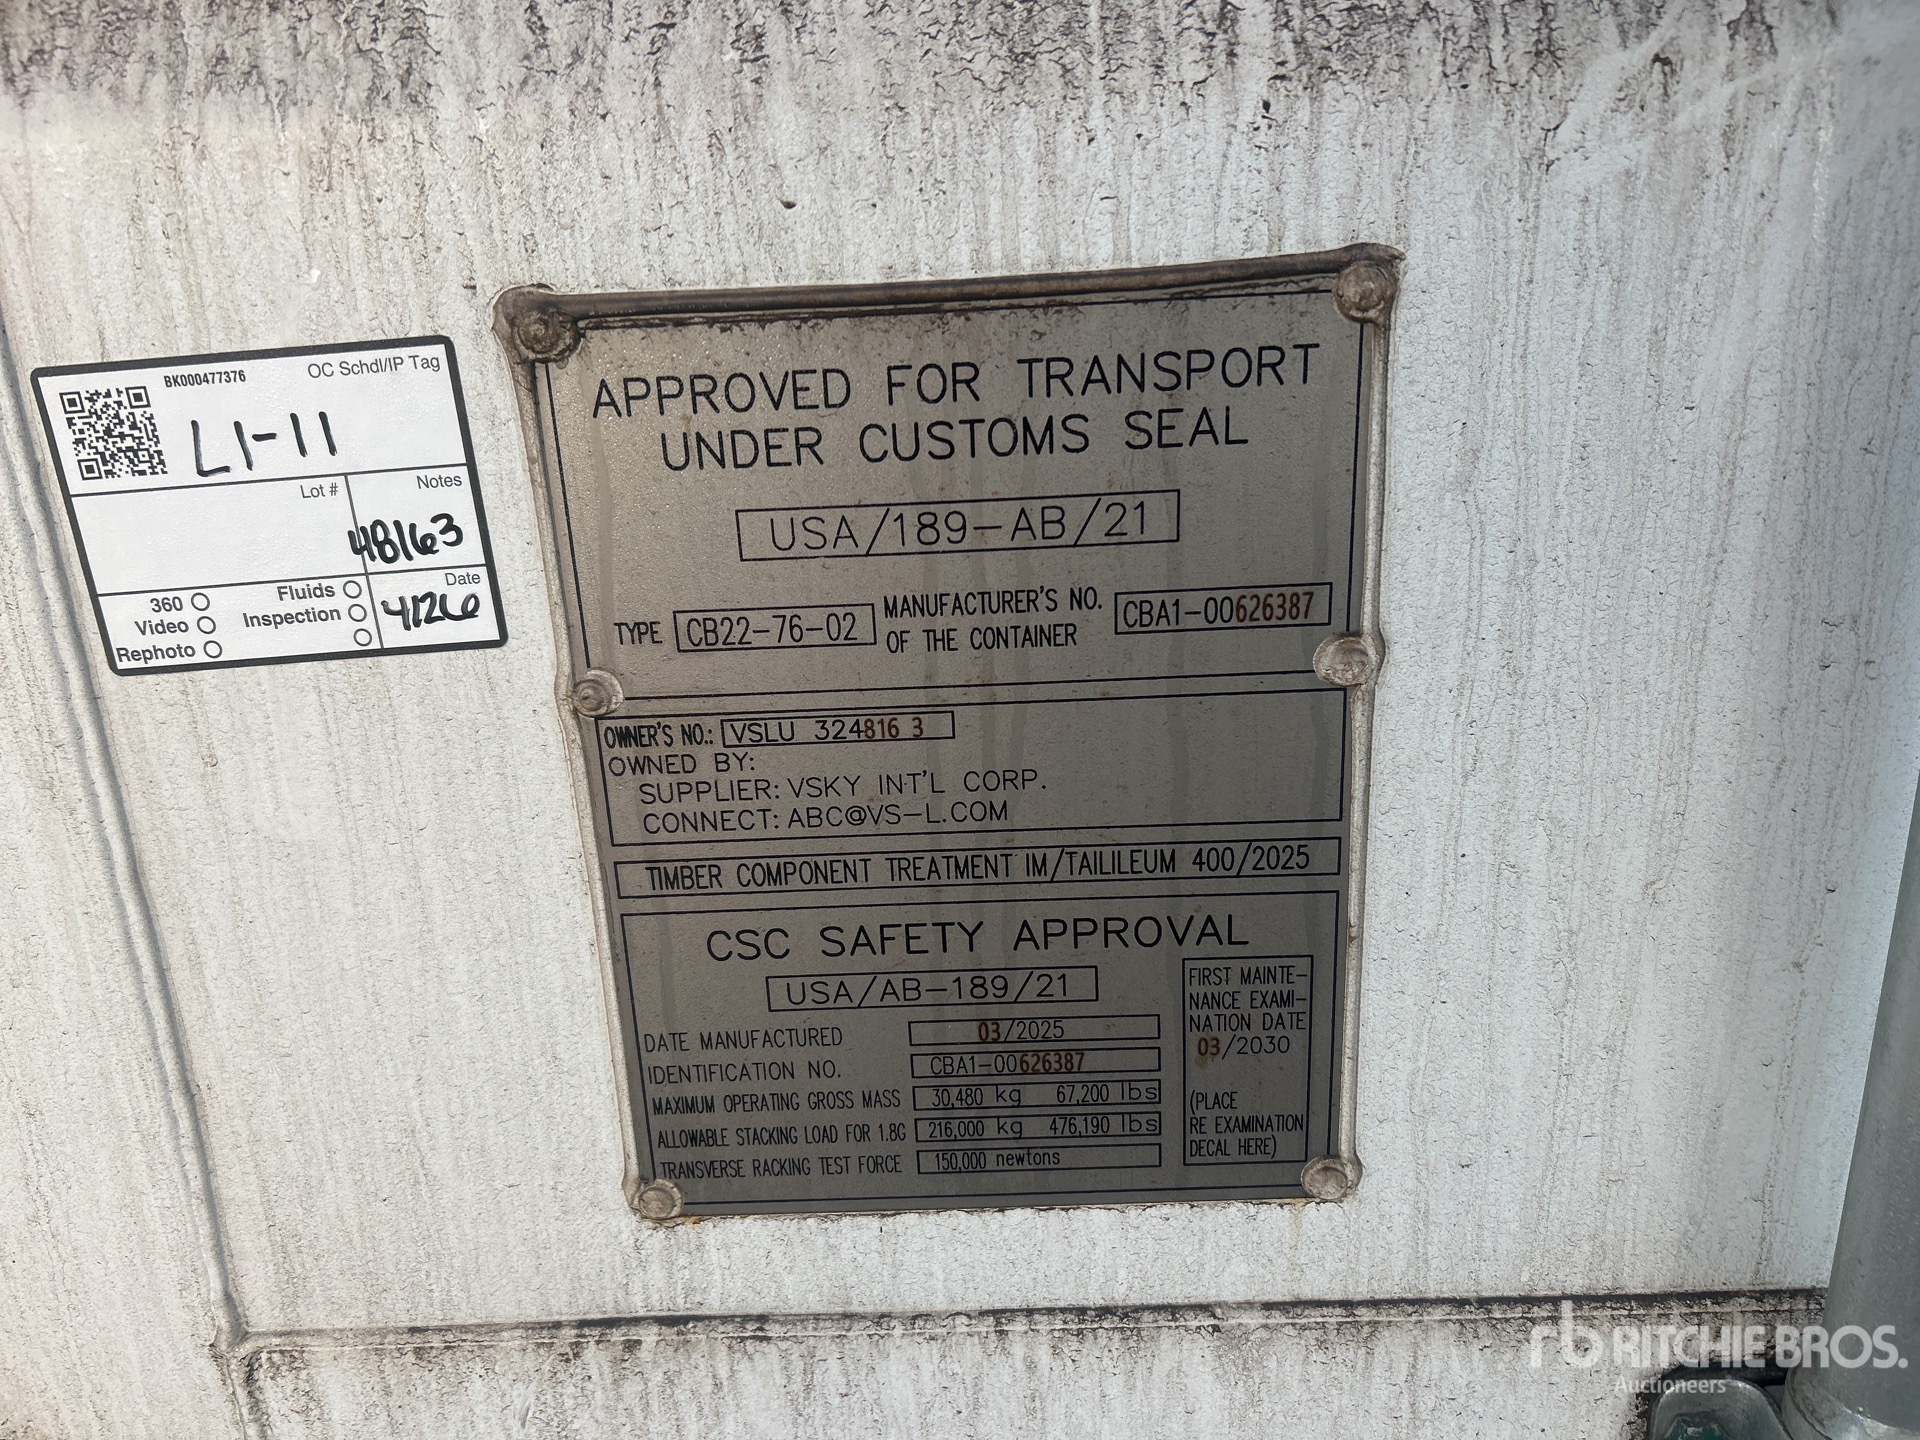 BK000477376
OC Schdl/IP Tag
L1-11
Lot #
Notes
48163
360
Video
Rephoto
Fluids
Inspection
Date
4126
APPROVED FOR TRANSPORT
UNDER CUSTOMS SEAL
USA/189-AB/21
TYPE CB22-76-02 MANUFACTURER'S NO. OF THE CONTAINER CBA1-00626387
OWNER'S NO.: VSLU 324816 3
OWNED BY:
SUPPLIER: VSKY INT'L CORP.
CONNECT: ABC@VS-L.COM
TIMBER COMPONENT TREATMENT IM/TAILILEUM 400/2025
CSC SAFETY APPROVAL
USA/AB-189/21
DATE MANUFACTURED 03/2025
IDENTIFICATION NO. CBA1-00626387
MAXIMUM OPERATING GROSS MASS 30,480 kg 67,200 lbs
ALLOWABLE STACKING LOAD FOR 1.8G 216,000 kg 476,190 lbs
TRANSVERSE RACKING TEST FORCE 150,000 newtons
FIRST MAINTE-
NANCE EXAMI-
NATION DATE
03/2030
(PLACE
RE EXAMINATION
DECAL HERE)
rb RITCHIE BROS.
Auctioneers